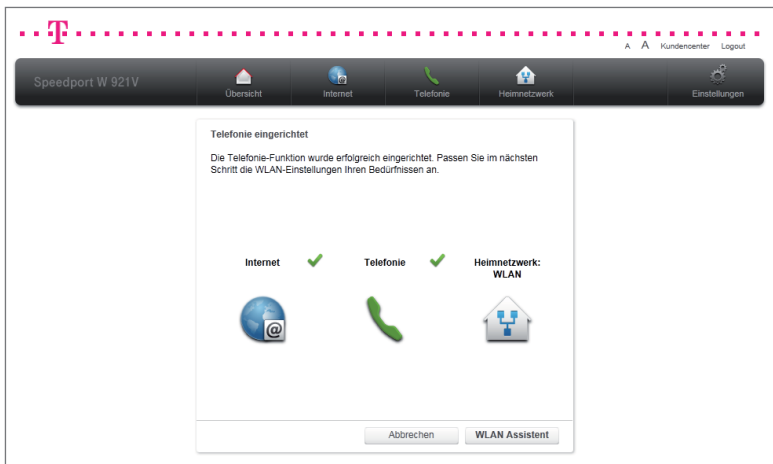 T
A A Kundencenter Logout
Speedport W 921V
Übersicht Internet Telefonie Heimnetzwerk Einstellungen
Telefonie eingerichtet
Die Telefonie-Funktion wurde erfolgreich eingerichtet. Passen Sie im nächsten
Schritt die WLAN-Einstellungen Ihren Bedürfnissen an.
Internet Telefonie Heimnetzwerk:
WLAN
@
Abbrechen WLAN Assistent